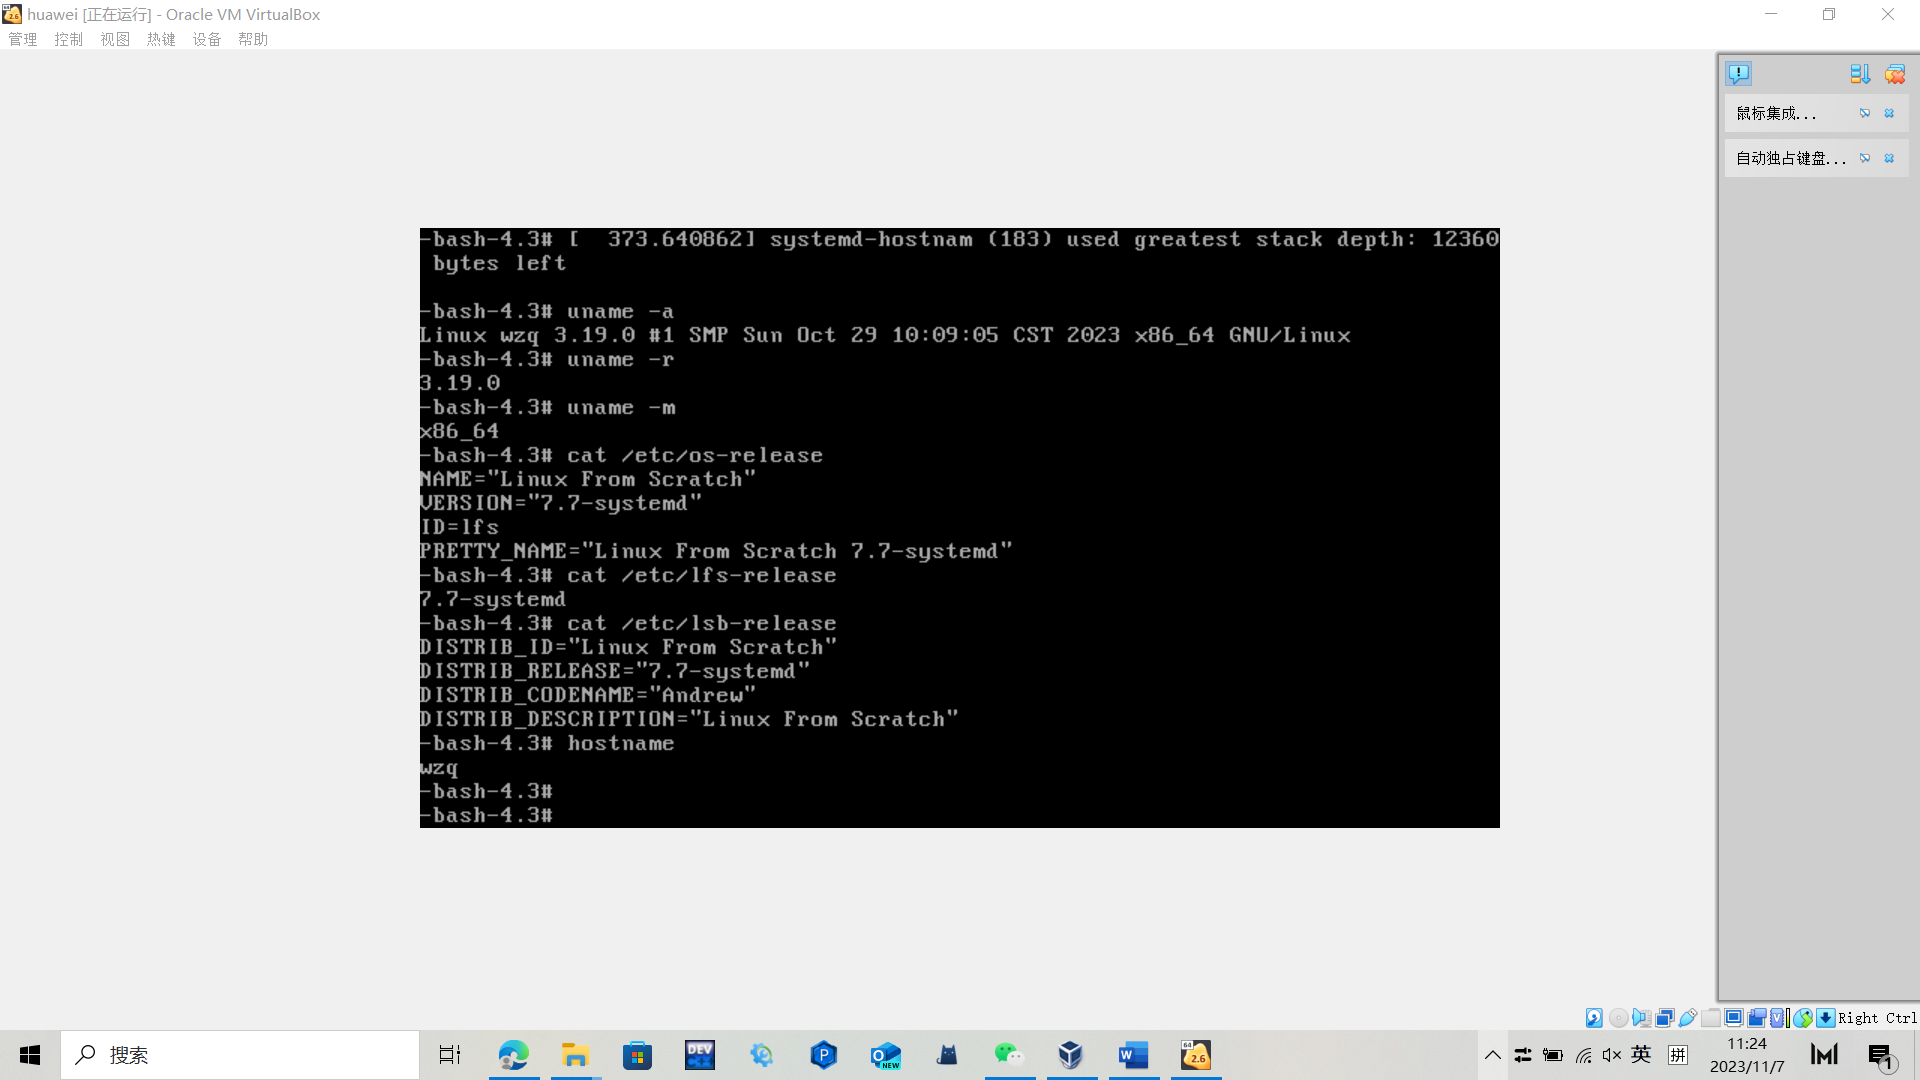 huawei [正在运行] - Oracle VM VirtualBox
管理 控制 视图 热键 设备 帮助
鼠标集成...
自动独占键盘...
-bash-4.3# [  373.640862] systemd-hostnam (183) used greatest stack depth: 12360
 bytes left
-bash-4.3# uname -a
Linux wzq 3.19.0 #1 SMP Sun Oct 29 10:09:05 CST 2023 x86_64 GNU/Linux
-bash-4.3# uname -r
3.19.0
-bash-4.3# uname -m
x86_64
-bash-4.3# cat /etc/os-release
NAME="Linux From Scratch"
VERSION="7.7-systemd"
ID=lfs
PRETTY_NAME="Linux From Scratch 7.7-systemd"
-bash-4.3# cat /etc/lfs-release
7.7-systemd
-bash-4.3# cat /etc/lsb-release
DISTRIB_ID="Linux From Scratch"
DISTRIB_RELEASE="7.7-systemd"
DISTRIB_CODENAME="Andrew"
DISTRIB_DESCRIPTION="Linux From Scratch"
-bash-4.3# hostname
wzq
-bash-4.3#
-bash-4.3#
Right Ctrl
搜索
DEV
P
NEW
W
64
2.6
英
拼
11:24
2023/11/7
1